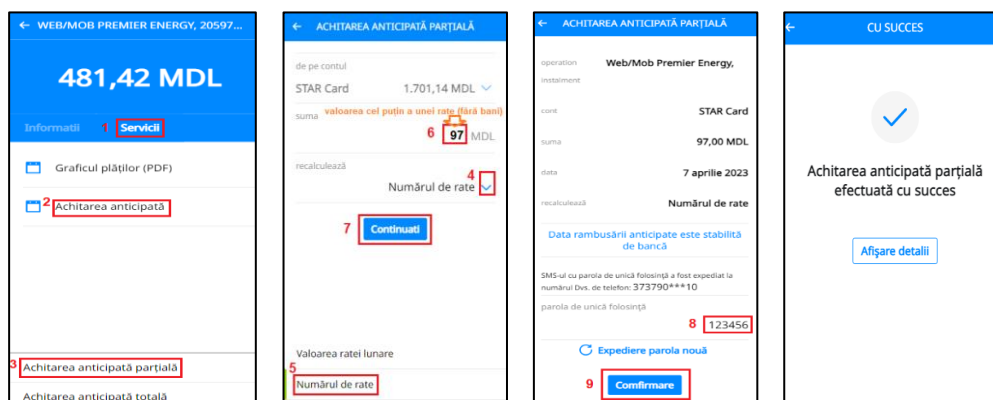 ← WEB/MOB PREMIER ENERGY, 20597...
481,42 MDL
Informatii 1 Servicii
Graficul plăților (PDF)
2 Achitarea anticipată
3 Achitarea anticipată parțială
Achitarea anticipată totală
← ACHITAREA ANTICIPATĂ PARȚIALĂ
de pe contul
STAR Card 1.701,14 MDL
valoarea cel puțin a unei rate (fără bani)
suma
6 97 MDL
recalculează
4
Numărul de rate
7 Continuati
Valoarea ratei lunare
5
Numărul de rate
← ACHITAREA ANTICIPATĂ PARȚIALĂ
operation Web/Mob Premier Energy,
instalment
cont STAR Card
suma 97,00 MDL
data 7 aprilie 2023
recalculează Numărul de rate
Data rambusării anticipate este stabilită
de bancă
SMS-ul cu parola de unică folosință a fost expediat la
numărul Dvs. de telefon: 373790***10
parola de unică folosință
8 123456
Expediere parola nouă
9 Comfirmare
← CU SUCCES
Achitarea anticipată parțială
efectuată cu succes
Afișare detalii